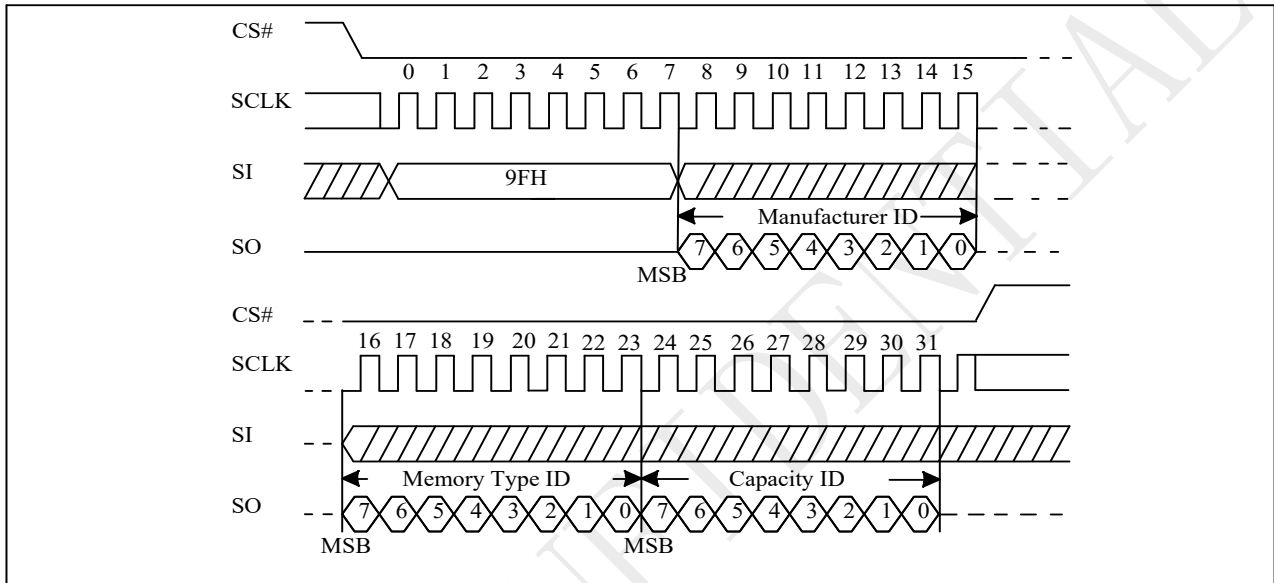 CS#
0 1 2 3 4 5 6 7 8 9 10 11 12 13 14 15
SCLK
SI
9FH
Manufacturer ID
SO
7 6 5 4 3 2 1 0
MSB
CS#
16 17 18 19 20 21 22 23 24 25 26 27 28 29 30 31
SCLK
SI
Memory Type ID Capacity ID
SO
7 6 5 4 3 2 1 0 7 6 5 4 3 2 1 0
MSB MSB